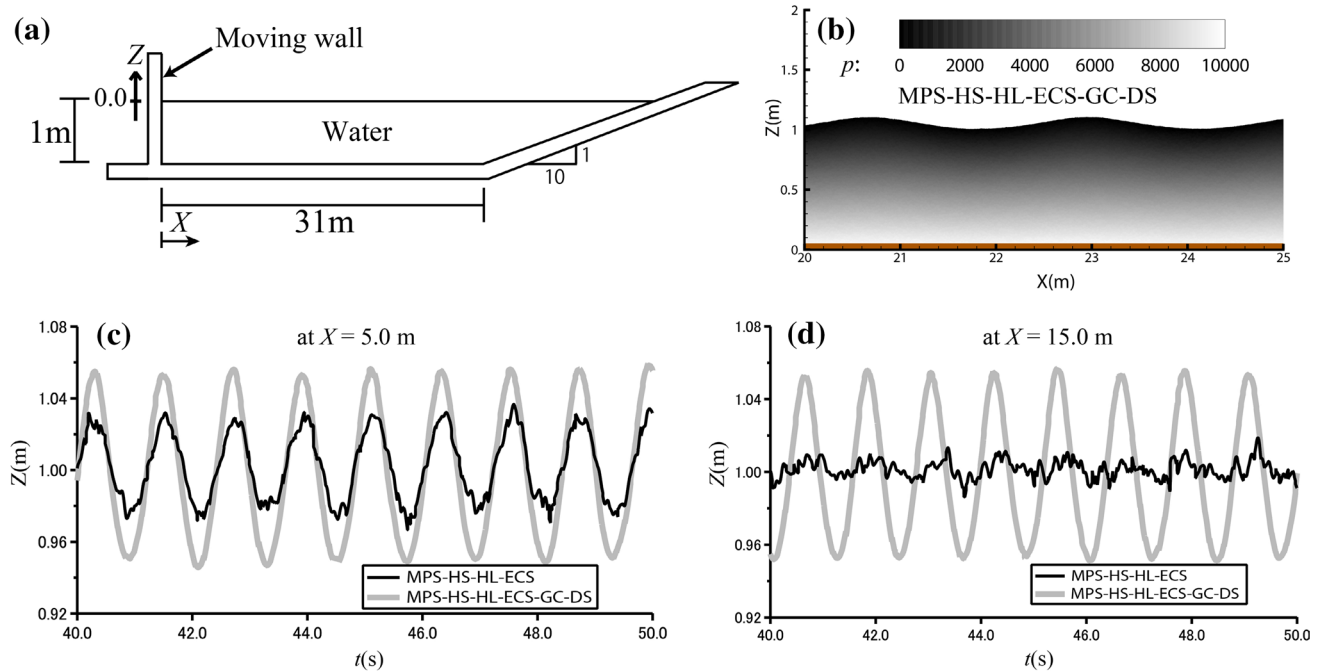 (a)
Moving wall
Z
0.0
1m
Water
1
10
X
31m
(b)
p:
0 2000 4000 6000 8000 10000
MPS-HS-HL-ECS-GC-DS
Z(m)
2
1.5
1
0.5
0
20 21 22 23 24 25
X(m)
(c)
at X = 5.0 m
Z(m)
1.08
1.04
1.00
0.96
0.92
MPS-HS-HL-ECS
MPS-HS-HL-ECS-GC-DS
40.0 42.0 44.0 46.0 48.0 50.0
t(s)
(d)
at X = 15.0 m
Z(m)
1.08
1.04
1.00
0.96
0.92
MPS-HS-HL-ECS
MPS-HS-HL-ECS-GC-DS
40.0 42.0 44.0 46.0 48.0 50.0
t(s)